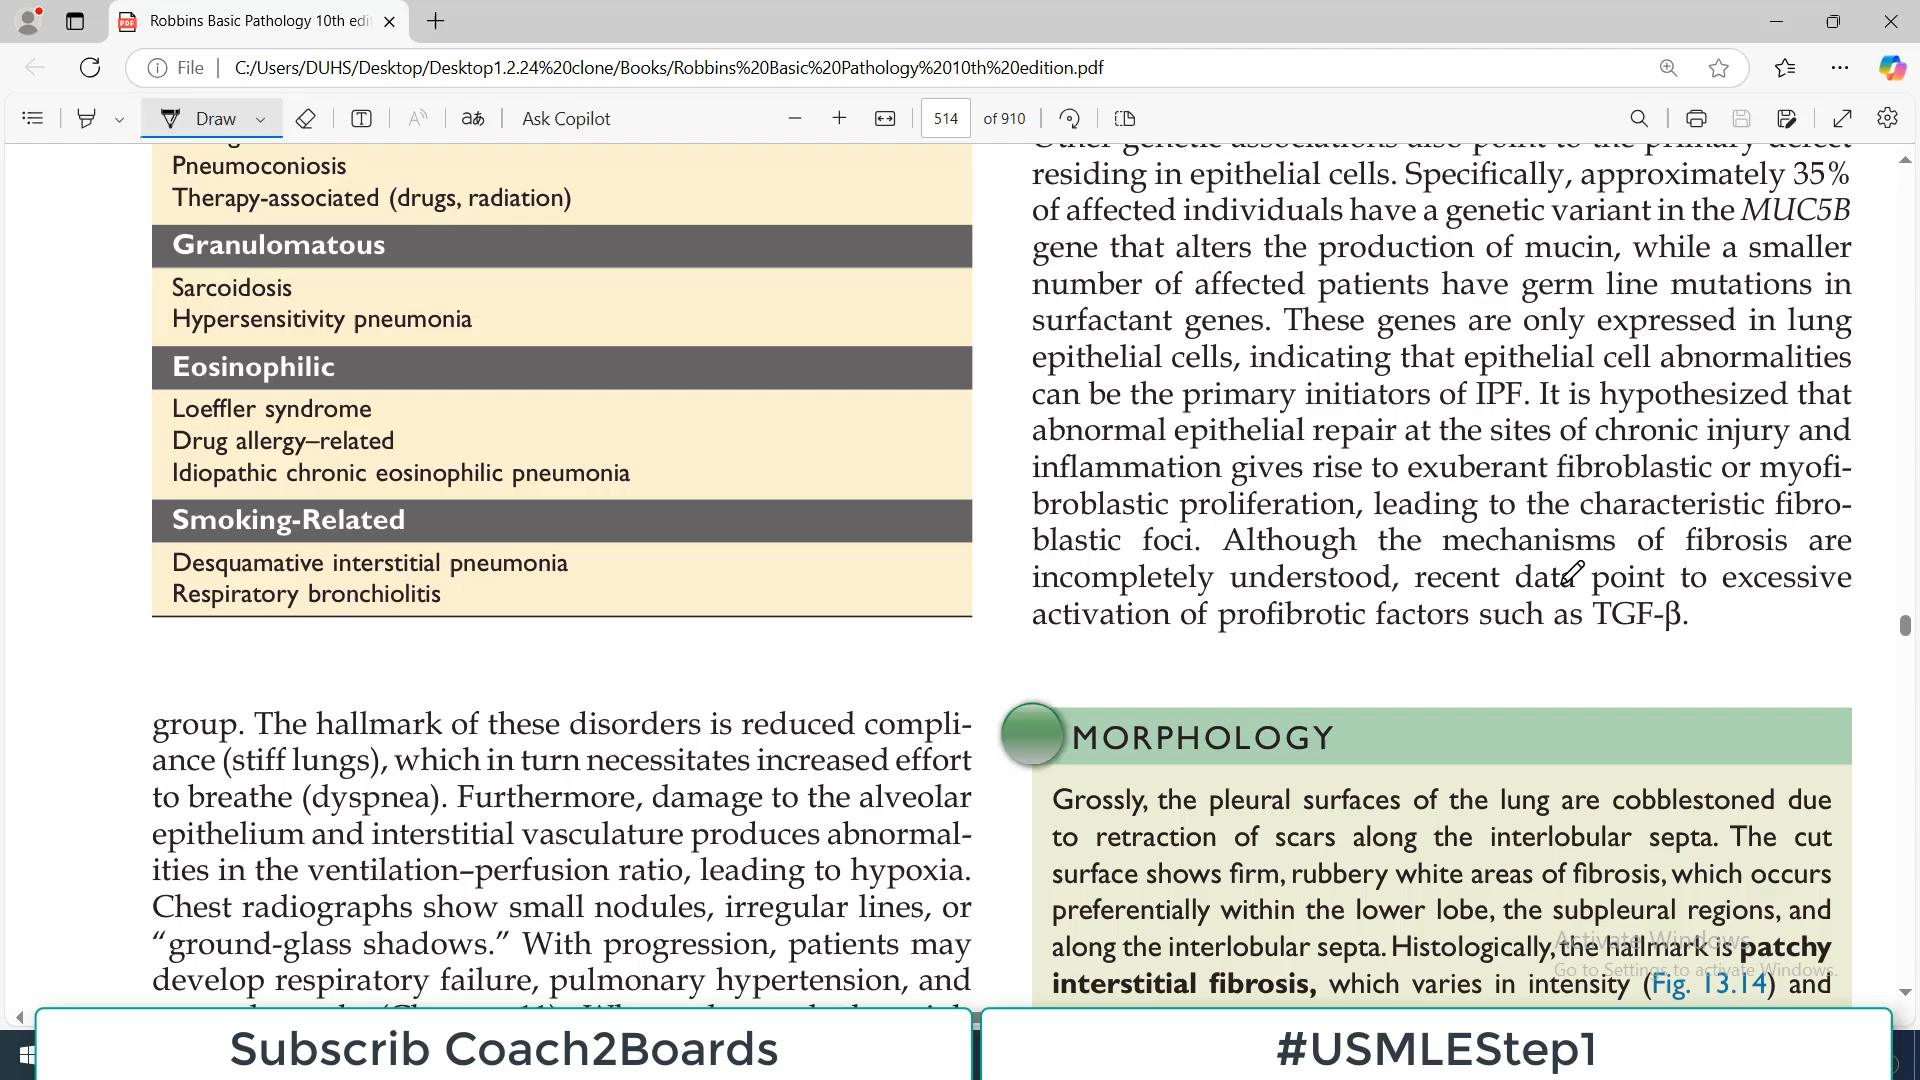 Robbins Basic Pathology 10th edi
File
C:/Users/DUHS/Desktop/Desktop1.2.24%20clone/Books/Robbins%20Basic%20Pathology%2010th%20edition.pdf
Draw
Ask Copilot
514 of 910
Pneumoconiosis
Therapy-associated (drugs, radiation)
Granulomatous
Sarcoidosis
Hypersensitivity pneumonia
Eosinophilic
Loeffler syndrome
Drug allergy–related
Idiopathic chronic eosinophilic pneumonia
Smoking-Related
Desquamative interstitial pneumonia
Respiratory bronchiolitis
group. The hallmark of these disorders is reduced compli-
ance (stiff lungs), which in turn necessitates increased effort
to breathe (dyspnea). Furthermore, damage to the alveolar
epithelium and interstitial vasculature produces abnormal-
ities in the ventilation–perfusion ratio, leading to hypoxia.
Chest radiographs show small nodules, irregular lines, or
“ground-glass shadows.” With progression, patients may
develop respiratory failure, pulmonary hypertension, and
Other genetic associations also point to the primary defect
residing in epithelial cells. Specifically, approximately 35%
of affected individuals have a genetic variant in the MUC5B
gene that alters the production of mucin, while a smaller
number of affected patients have germ line mutations in
surfactant genes. These genes are only expressed in lung
epithelial cells, indicating that epithelial cell abnormalities
can be the primary initiators of IPF. It is hypothesized that
abnormal epithelial repair at the sites of chronic injury and
inflammation gives rise to exuberant fibroblastic or myofi-
broblastic proliferation, leading to the characteristic fibro-
blastic foci. Although the mechanisms of fibrosis are
incompletely understood, recent data point to excessive
activation of profibrotic factors such as TGF-β.
MORPHOLOGY
Grossly, the pleural surfaces of the lung are cobblestoned due
to retraction of scars along the interlobular septa. The cut
surface shows firm, rubbery white areas of fibrosis, which occurs
preferentially within the lower lobe, the subpleural regions, and
along the interlobular septa. Histologically, the hallmark is patchy
interstitial fibrosis, which varies in intensity (Fig. 13.14) and
Activate Windows
Go to Settings to activate Windows.
Subscrib Coach2Boards
#USMLEStep1